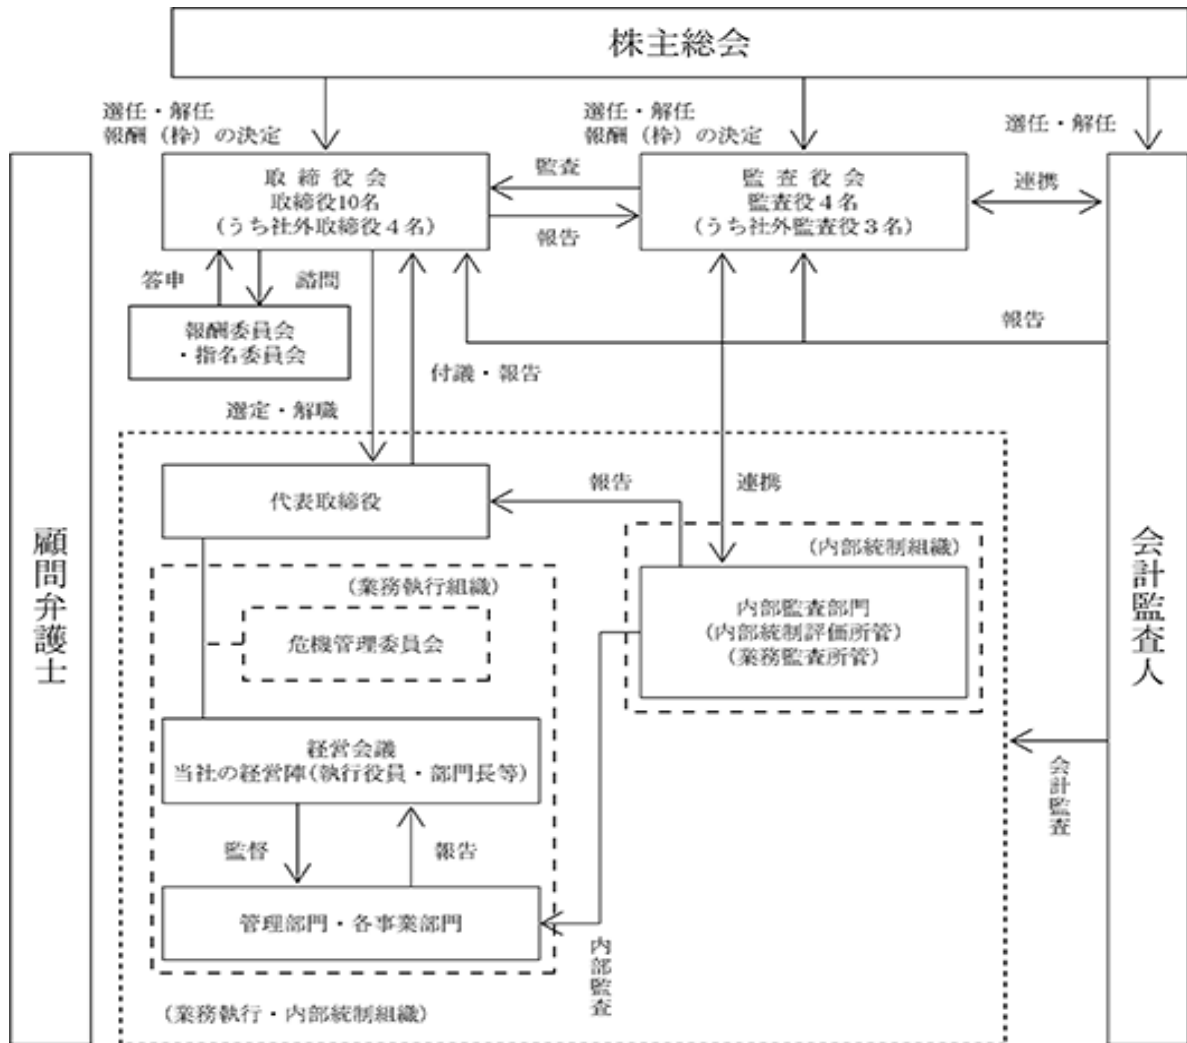 株主総会
選任・解任
報酬（枠）の決定
選任・解任
報酬（枠）の決定
選任・解任
取締役会
取締役10名
(うち社外取締役４名)
監査
報告
監査役会
監査役４名
(うち社外監査役３名)
連携
答申
諮問
報酬委員会
・指名委員会
付議・報告
報告
選定・解職
代表取締役
報告
連携
(内部統制組織)
内部監査部門
(内部統制評価所管)
(業務監査所管)
(業務執行組織)
危機管理委員会
経営会議
当社の経営陣(執行役員・部門長等)
監督
報告
管理部門・各事業部門
内部監査
会計監査
(業務執行・内部統制組織)
顧問弁護士
会計監査人